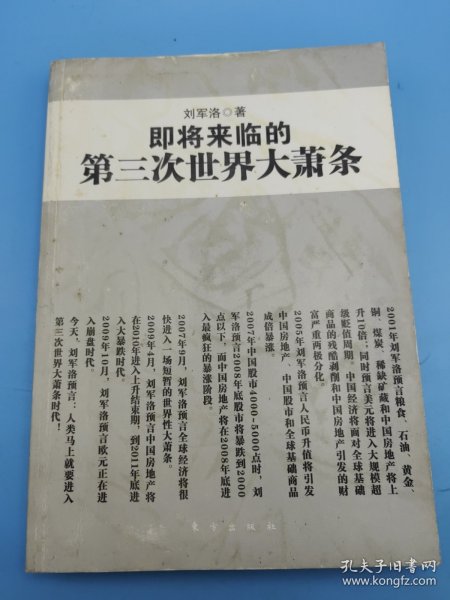 刘军洛◎著
即将来临的
第三次世界大萧条
2001年刘军洛预言粮食、石油、黄金、
铜、煤炭、稀缺矿藏和中国房地产将上
升10倍；同时预言美元将进入大规模超
级贬值周期，中国经济将面对全球基础
商品的残酷剥削和中国房地产引发的财
富严重两极分化。
2005年刘军洛预言人民币升值将引发
中国房地产、中国股市和全球基础商品
成倍暴涨。
2007年中国股市4000-5000点时，刘
军洛预言2008年底股市将暴跌到2000
点以下，而中国房地产将在2008年底进
入最疯狂的暴涨阶段。
2007年9月，刘军洛预言全球经济将很
快进入一场短暂的世界性大萧条。
2009年4月，刘军洛预言中国房地产将
在2010年进入上升结束期，到2011年底进
入大暴跌时代。
2009年10月，刘军洛预言欧元正在进
入崩盘时代。
今天，刘军洛预言：人类马上就要进入
第三次世界大萧条时代！
东方出版社
孔夫子旧书网
www.kongfz.com